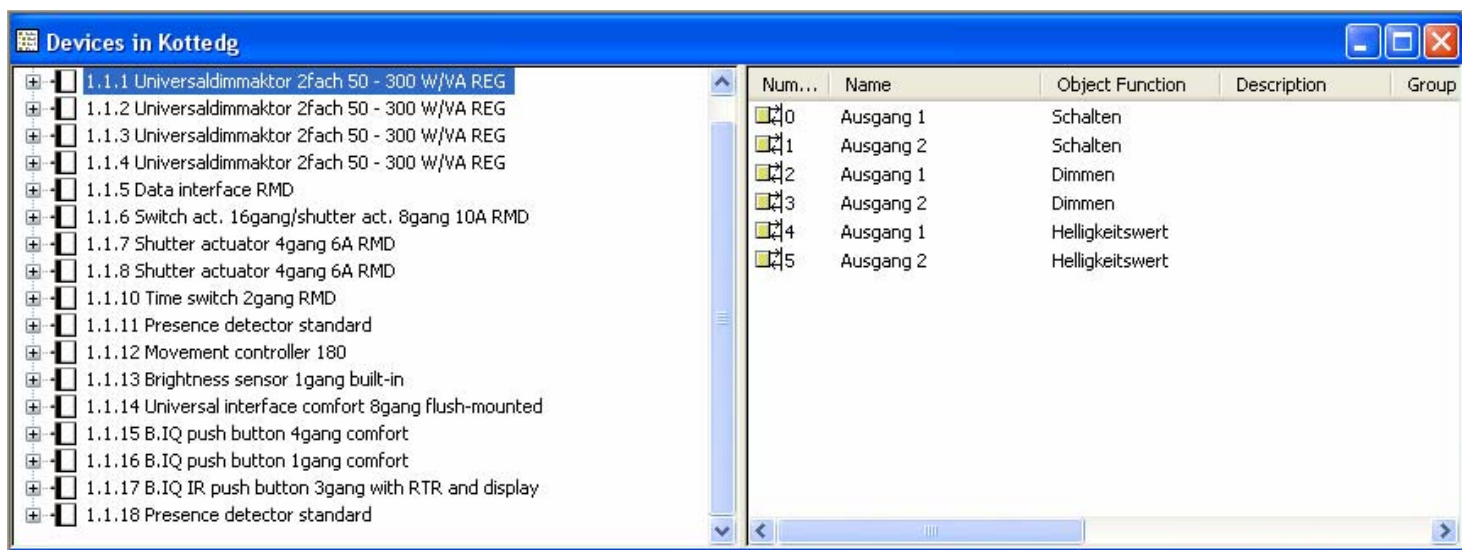 Devices in Kottedg
1.1.1 Universaldimmaktor 2fach 50 - 300 W/VA REG
1.1.2 Universaldimmaktor 2fach 50 - 300 W/VA REG
1.1.3 Universaldimmaktor 2fach 50 - 300 W/VA REG
1.1.4 Universaldimmaktor 2fach 50 - 300 W/VA REG
1.1.5 Data interface RMD
1.1.6 Switch act. 16gang/shutter act. 8gang 10A RMD
1.1.7 Shutter actuator 4gang 6A RMD
1.1.8 Shutter actuator 4gang 6A RMD
1.1.10 Time switch 2gang RMD
1.1.11 Presence detector standard
1.1.12 Movement controller 180
1.1.13 Brightness sensor 1gang built-in
1.1.14 Universal interface comfort 8gang flush-mounted
1.1.15 B.IQ push button 4gang comfort
1.1.16 B.IQ push button 1gang comfort
1.1.17 B.IQ IR push button 3gang with RTR and display
1.1.18 Presence detector standard
Num... Name Object Function Description Group
0 Ausgang 1 Schalten
1 Ausgang 2 Schalten
2 Ausgang 1 Dimmen
3 Ausgang 2 Dimmen
4 Ausgang 1 Helligkeitswert
5 Ausgang 2 Helligkeitswert